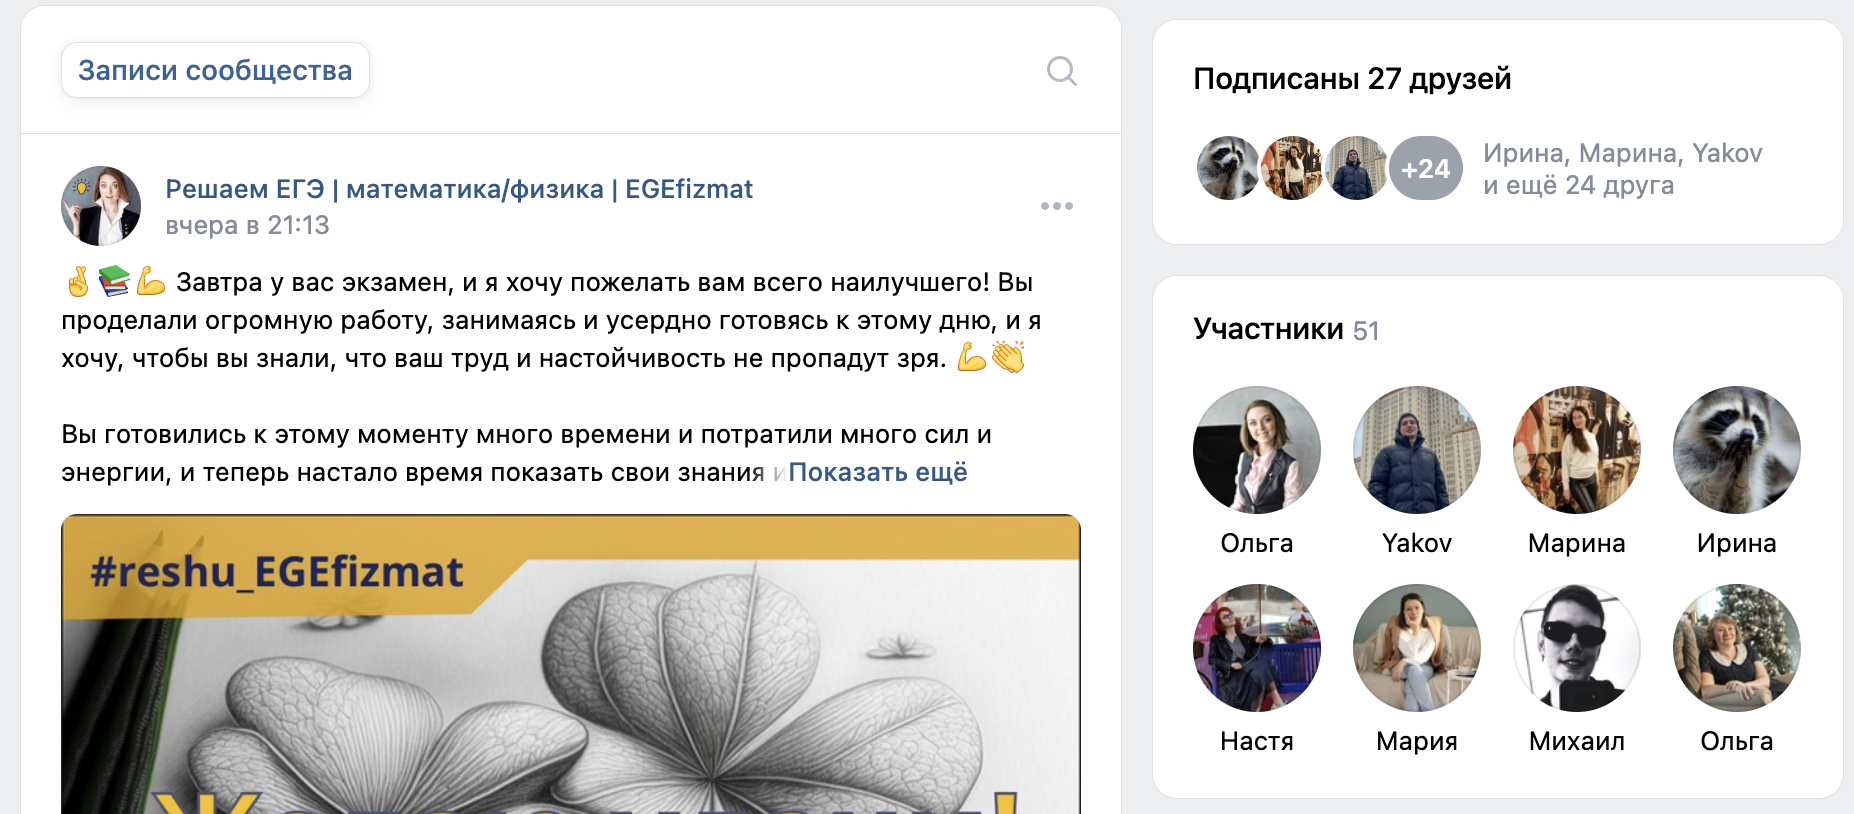 Записи сообщества
Решаем ЕГЭ | математика/физика | EGEfizmat
вчера в 21:13
✌️📚💪 Завтра у вас экзамен, и я хочу пожелать вам всего наилучшего! Вы
проделали огромную работу, занимаясь и усердно готовясь к этому дню, и я
хочу, чтобы вы знали, что ваш труд и настойчивость не пропадут зря. 💪👏
Вы готовились к этому моменту много времени и потратили много сил и
энергии, и теперь настало время показать свои знания и Показать ещё
#reshu_EGEfizmat
Подписаны 27 друзей
+24
Ирина, Марина, Yakov
и ещё 24 друга
Участники 51
Ольга Yakov Марина Ирина
Настя Мария Михаил Ольга